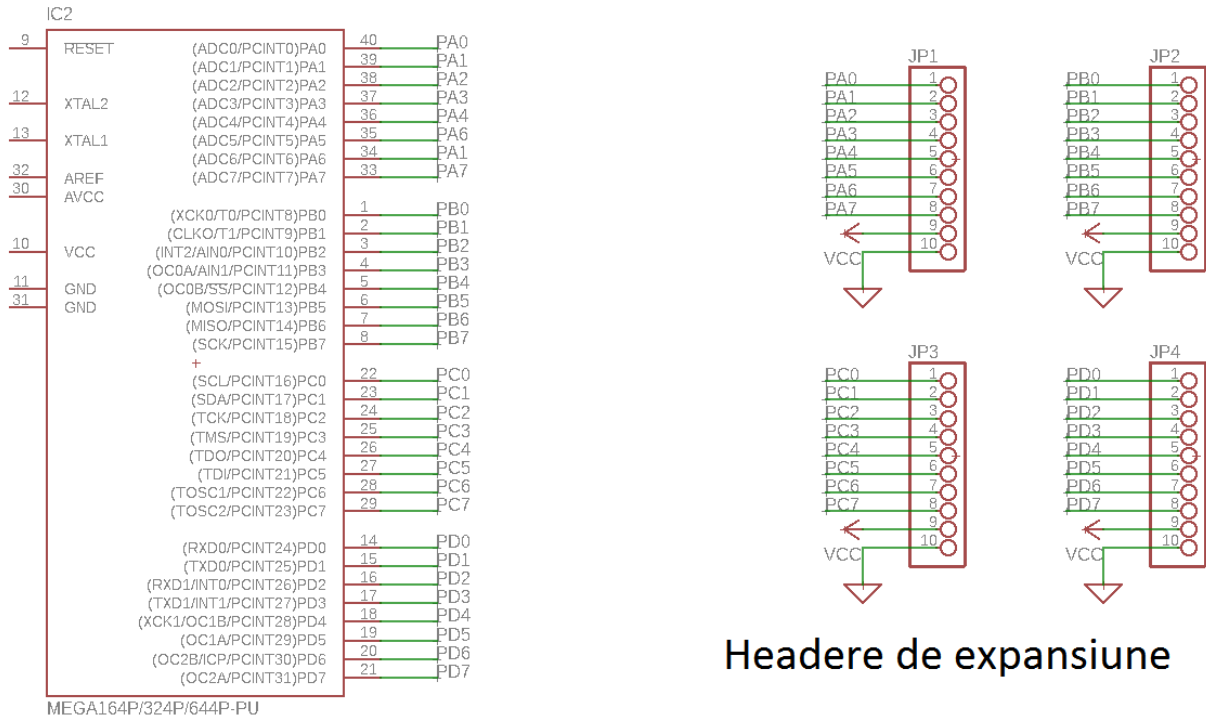 IC2
9 RESET (ADC0/PCINT0)PA0 40 PA0
(ADC1/PCINT1)PA1 39 PA1
(ADC2/PCINT2)PA2 38 PA2
12 XTAL2 (ADC3/PCINT3)PA3 37 PA3
(ADC4/PCINT4)PA4 36 PA4
13 XTAL1 (ADC5/PCINT5)PA5 35 PA6
(ADC6/PCINT6)PA6 34 PA1
32 AREF (ADC7/PCINT7)PA7 33 PA7
30 AVCC
(XCK0/T0/PCINT8)PB0 1 PB0
(CLKO/T1/PCINT9)PB1 2 PB1
10 VCC (INT2/AIN0/PCINT10)PB2 3 PB2
(OC0A/AIN1/PCINT11)PB3 4 PB3
11 GND (OC0B/SS/PCINT12)PB4 5 PB4
31 GND (MOSI/PCINT13)PB5 6 PB5
(MISO/PCINT14)PB6 7 PB6
(SCK/PCINT15)PB7 8 PB7
(SCL/PCINT16)PC0 22 PC0
(SDA/PCINT17)PC1 23 PC1
(TCK/PCINT18)PC2 24 PC2
(TMS/PCINT19)PC3 25 PC3
(TDO/PCINT20)PC4 26 PC4
(TDI/PCINT21)PC5 27 PC5
(TOSC1/PCINT22)PC6 28 PC6
(TOSC2/PCINT23)PC7 29 PC7
(RXD0/PCINT24)PD0 14 PD0
(TXD0/PCINT25)PD1 15 PD1
(RXD1/INT0/PCINT26)PD2 16 PD2
(TXD1/INT1/PCINT27)PD3 17 PD3
(XCK1/OC1B/PCINT28)PD4 18 PD4
(OC1A/PCINT29)PD5 19 PD5
(OC2B/ICP/PCINT30)PD6 20 PD6
(OC2A/PCINT31)PD7 21 PD7
MEGA164P/324P/644P-PU
JP1
PA0 1
PA1 2
PA2 3
PA3 4
PA4 5
PA5 6
PA6 7
PA7 8
9
VCC 10
JP2
PB0 1
PB1 2
PB2 3
PB3 4
PB4 5
PB5 6
PB6 7
PB7 8
9
VCC 10
JP3
PC0 1
PC1 2
PC2 3
PC3 4
PC4 5
PC5 6
PC6 7
PC7 8
9
VCC 10
JP4
PD0 1
PD1 2
PD2 3
PD3 4
PD4 5
PD5 6
PD6 7
PD7 8
9
VCC 10
Headere de expansiune